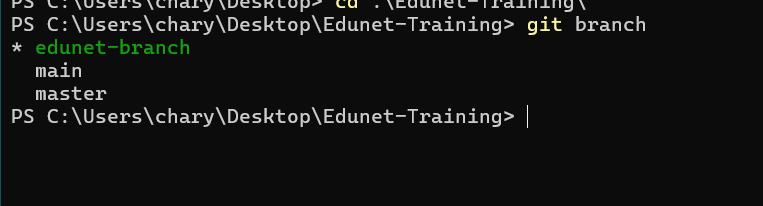 PS C:\Users\chary\Desktop> cd .\Edunet-Training\
PS C:\Users\chary\Desktop\Edunet-Training> git branch
* edunet-branch
  main
  master
PS C:\Users\chary\Desktop\Edunet-Training>